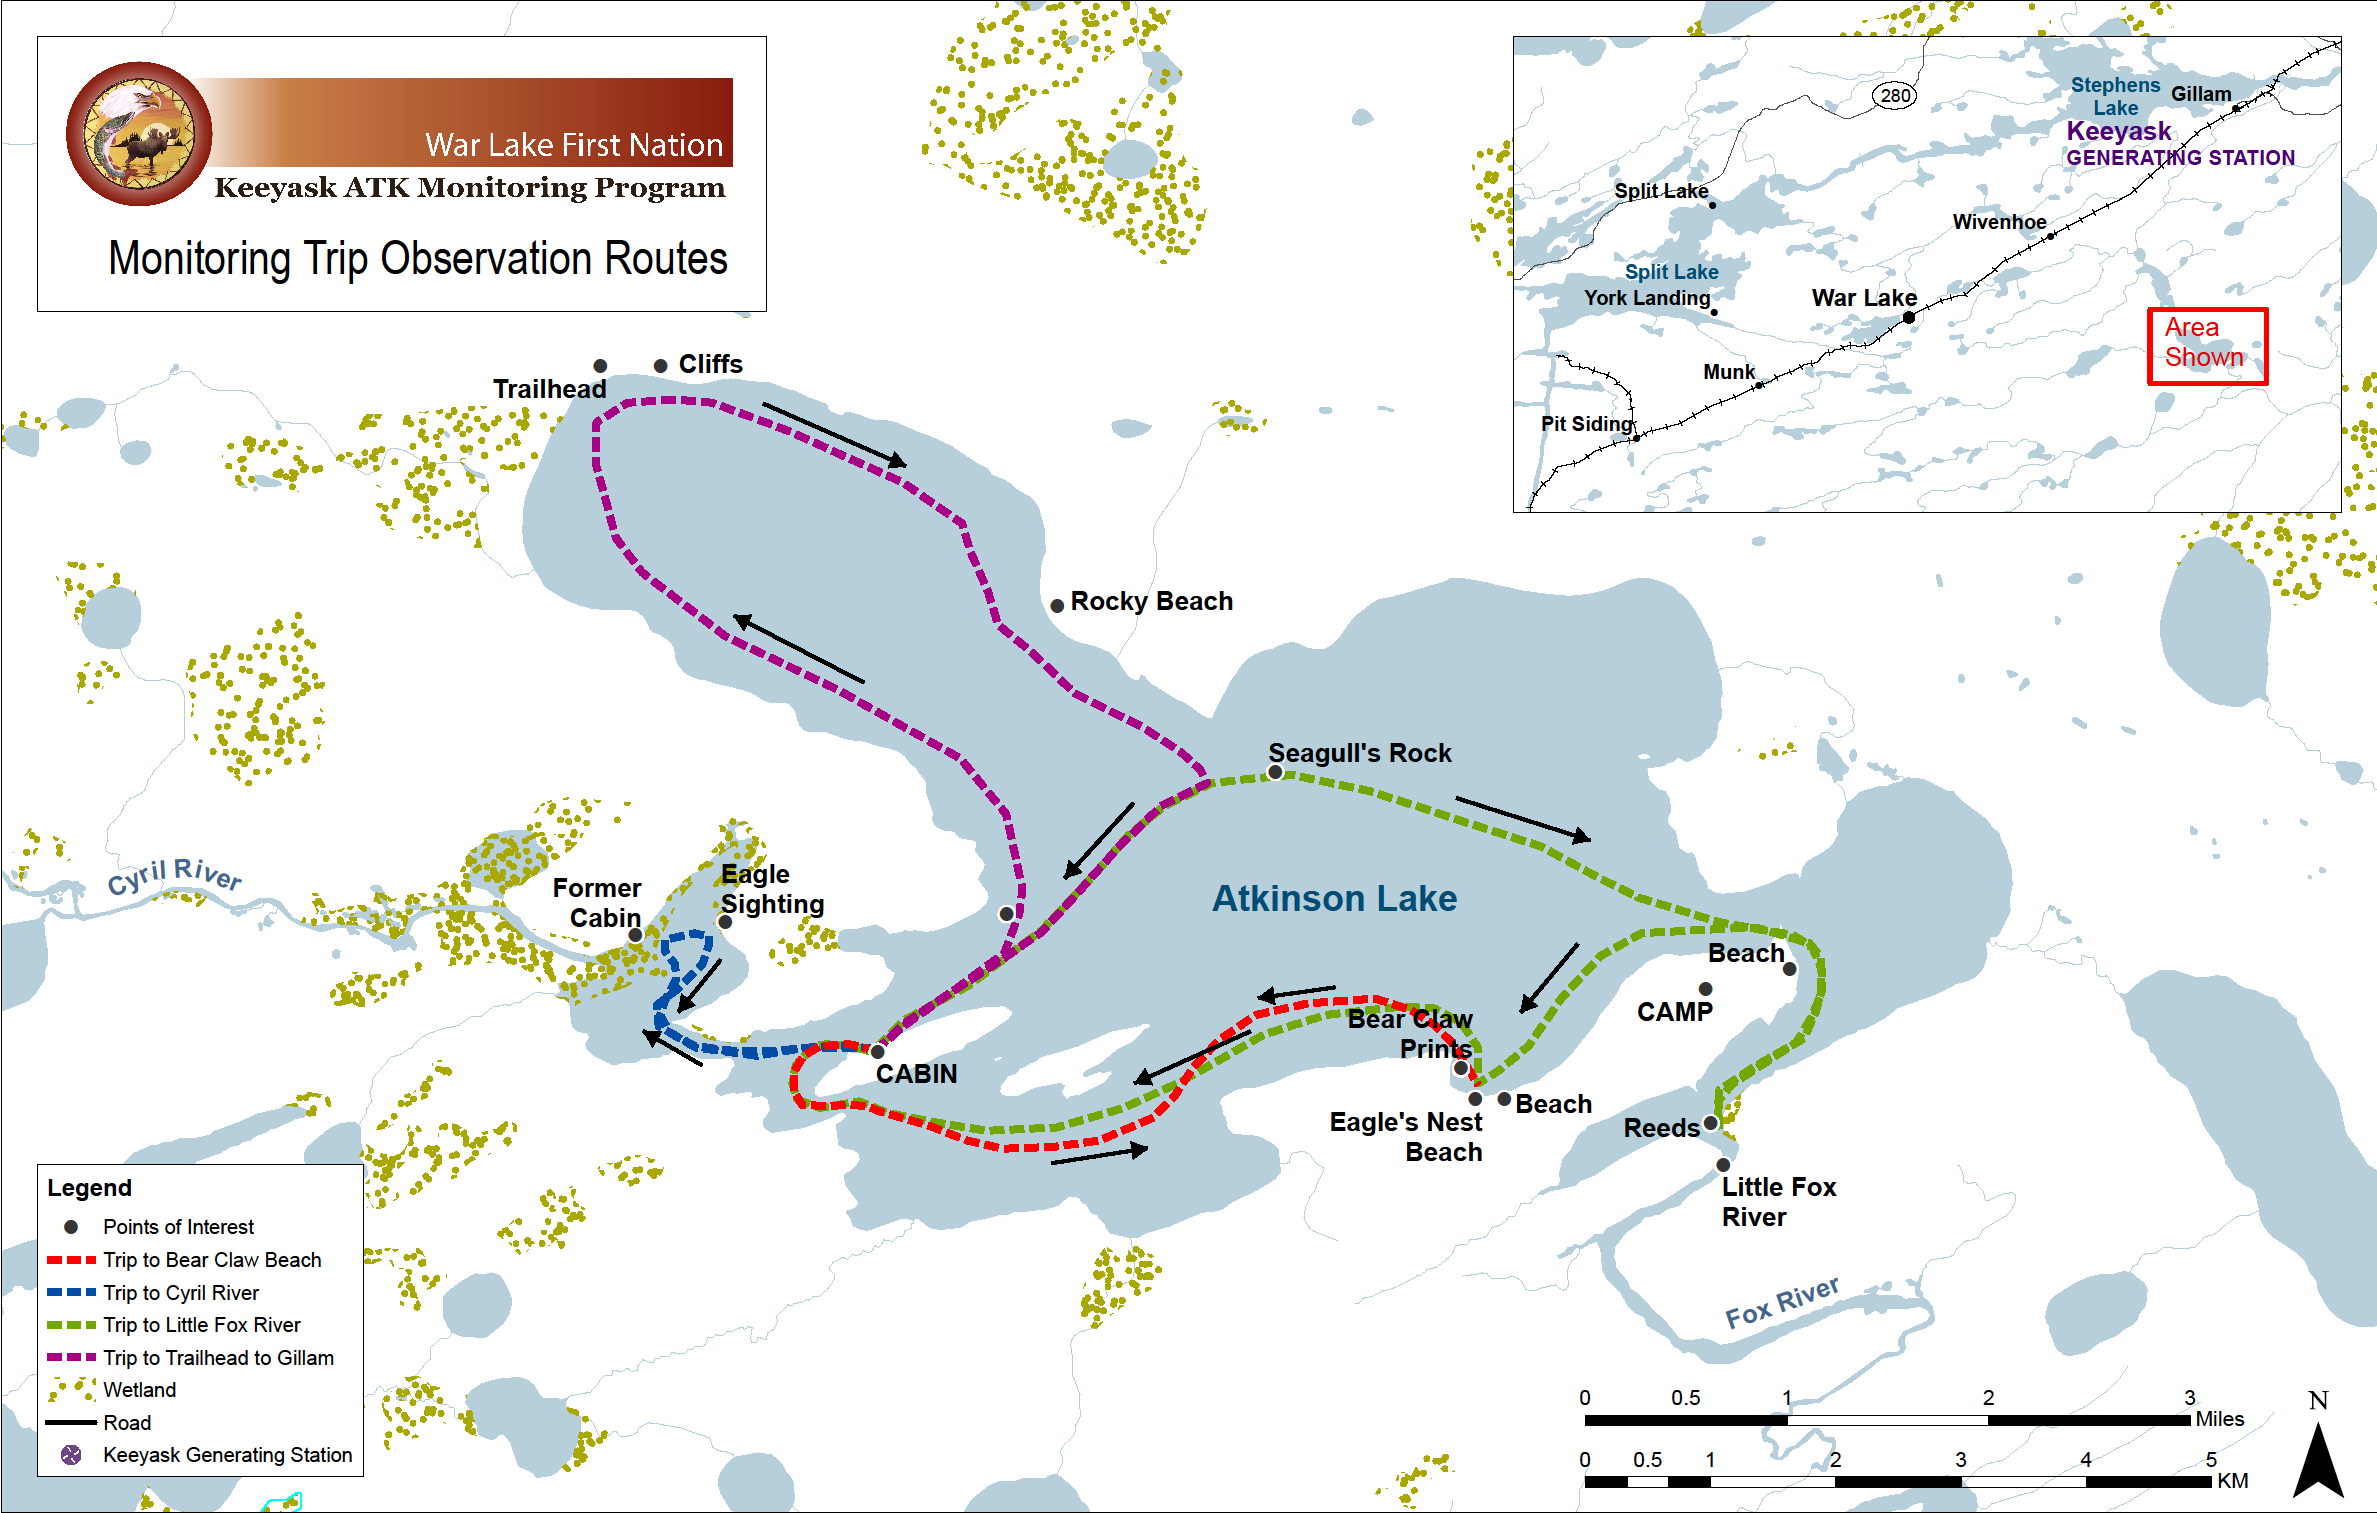 War Lake First Nation
Keeyask ATK Monitoring Program
Monitoring Trip Observation Routes
280
Stephens
Lake
Gillam
Keeyask
GENERATING STATION
Split Lake
Wivenhoe
Split Lake
York Landing
War Lake
Area
Shown
Munk
Pit Siding
Trailhead
Cliffs
Rocky Beach
Seagull's Rock
Cyril River
Former
Cabin
Eagle
Sighting
Atkinson Lake
Beach
CAMP
Bear Claw
Prints
CABIN
Eagle's Nest
Beach
Beach
Reeds
Little Fox
River
Fox River
Legend
Points of Interest
Trip to Bear Claw Beach
Trip to Cyril River
Trip to Little Fox River
Trip to Trailhead to Gillam
Wetland
Road
Keeyask Generating Station
0 0.5 1 2 3
Miles
0 0.5 1 2 3 4 5
KM
N